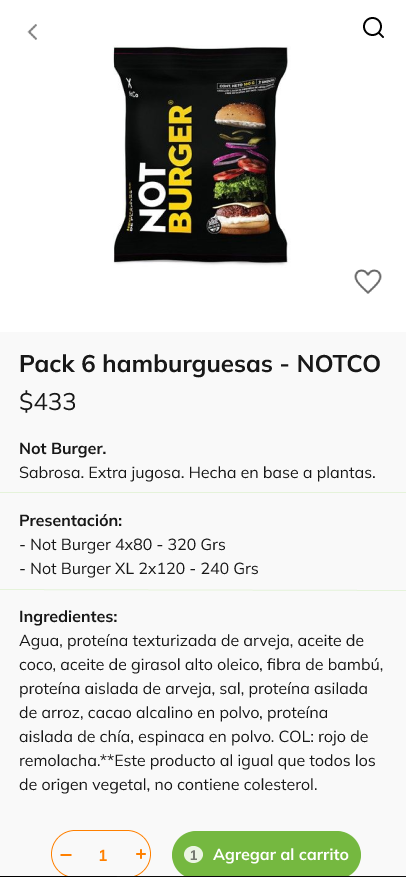 NOT
BURGER®
Pack 6 hamburguesas - NOTCO
$433
Not Burger.
Sabrosa. Extra jugosa. Hecha en base a plantas.
Presentación:
- Not Burger 4x80 - 320 Grs
- Not Burger XL 2x120 - 240 Grs
Ingredientes:
Agua, proteína texturizada de arveja, aceite de
coco, aceite de girasol alto oleico, fibra de bambú,
proteína aislada de arveja, sal, proteína asilada
de arroz, cacao alcalino en polvo, proteína
aislada de chía, espinaca en polvo. COL: rojo de
remolacha.**Este producto al igual que todos los
de origen vegetal, no contiene colesterol.
1
1 Agregar al carrito